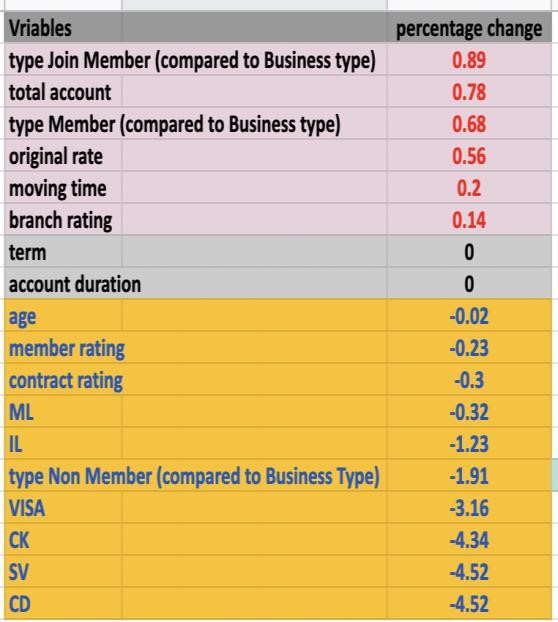 Vriables percentage change
type Join Member (compared to Business type) 0.89
total account 0.78
type Member (compared to Business type) 0.68
original rate 0.56
moving time 0.2
branch rating 0.14
term 0
account duration 0
age -0.02
member rating -0.23
contract rating -0.3
ML -0.32
IL -1.23
type Non Member (compared to Business Type) -1.91
VISA -3.16
CK -4.34
SV -4.52
CD -4.52